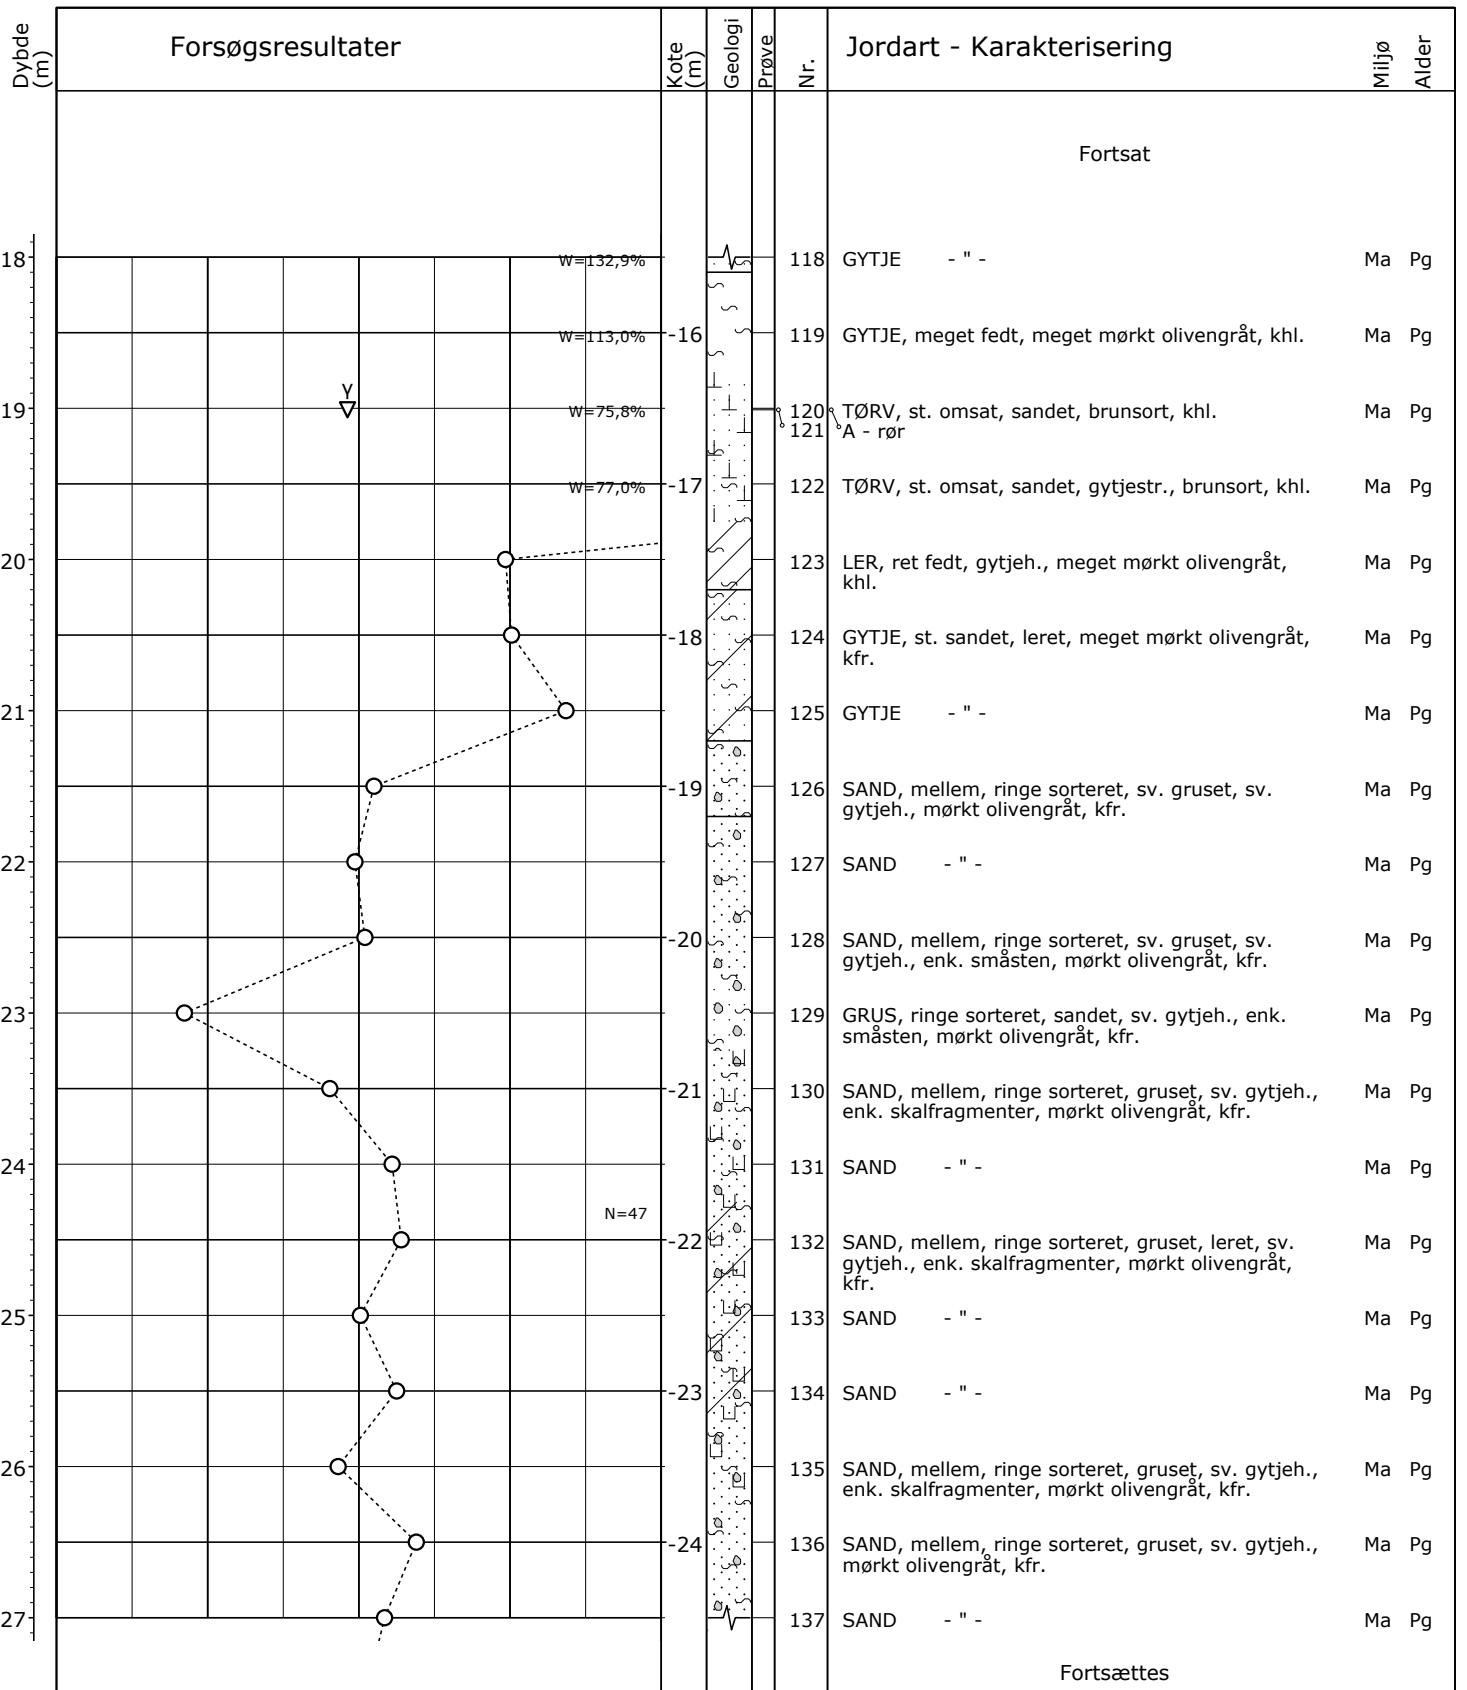 Dybde
(m)
Forsøgsresultater
Kote
(m)
Geologi
Prøve
Nr.
Jordart - Karakterisering
Miljø
Alder
Fortsat
18 W=132,9% 118 GYTJE - " - Ma Pg
W=113,0% -16 119 GYTJE, meget fedt, meget mørkt olivengråt, khl. Ma Pg
γ
19 W=75,8% 120 TØRV, st. omsat, sandet, brunsort, khl. Ma Pg
121 A - rør
W=77,0% -17 122 TØRV, st. omsat, sandet, gytjestr., brunsort, khl. Ma Pg
20 123 LER, ret fedt, gytjeh., meget mørkt olivengråt, Ma Pg
khl.
-18 124 GYTJE, st. sandet, leret, meget mørkt olivengråt, Ma Pg
kfr.
21 125 GYTJE - " - Ma Pg
-19 126 SAND, mellem, ringe sorteret, sv. gruset, sv. Ma Pg
gytjeh., mørkt olivengråt, kfr.
22 127 SAND - " - Ma Pg
-20 128 SAND, mellem, ringe sorteret, sv. gruset, sv. Ma Pg
gytjeh., enk. småsten, mørkt olivengråt, kfr.
23 129 GRUS, ringe sorteret, sandet, sv. gytjeh., enk. Ma Pg
småsten, mørkt olivengråt, kfr.
-21 130 SAND, mellem, ringe sorteret, gruset, sv. gytjeh., Ma Pg
enk. skalfragmenter, mørkt olivengråt, kfr.
24 131 SAND - " - Ma Pg
N=47
-22 132 SAND, mellem, ringe sorteret, gruset, leret, sv. Ma Pg
gytjeh., enk. skalfragmenter, mørkt olivengråt,
kfr.
25 133 SAND - " - Ma Pg
-23 134 SAND - " - Ma Pg
26 135 SAND, mellem, ringe sorteret, gruset, sv. gytjeh., Ma Pg
enk. skalfragmenter, mørkt olivengråt, kfr.
-24 136 SAND, mellem, ringe sorteret, gruset, sv. gytjeh., Ma Pg
mørkt olivengråt, kfr.
27 137 SAND - " - Ma Pg
Fortsættes